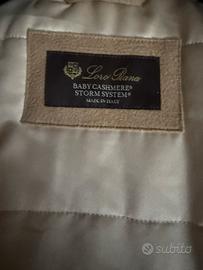 Loro Piana
BABY CASHMERE®
STORM SYSTEM®
MADE IN ITALY
subito